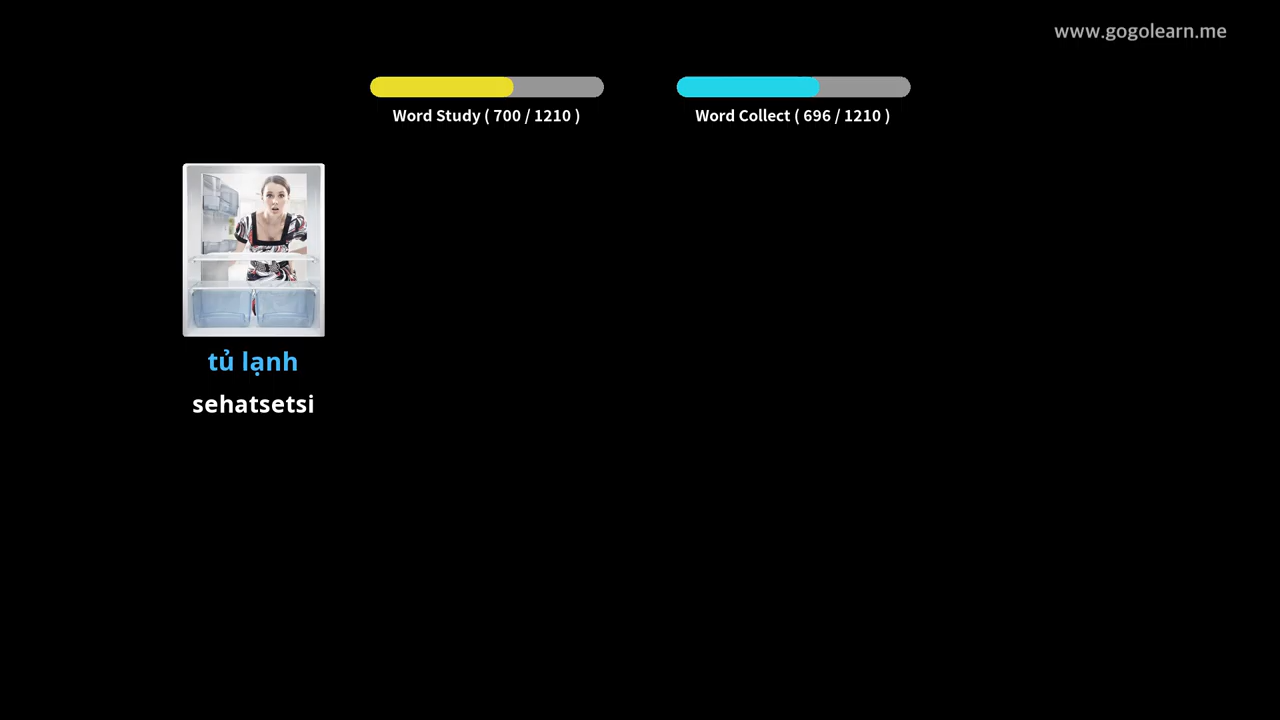 www.gogolearn.me
Word Study ( 700 / 1210 )
Word Collect ( 696 / 1210 )
tủ lạnh
sehatsetsi